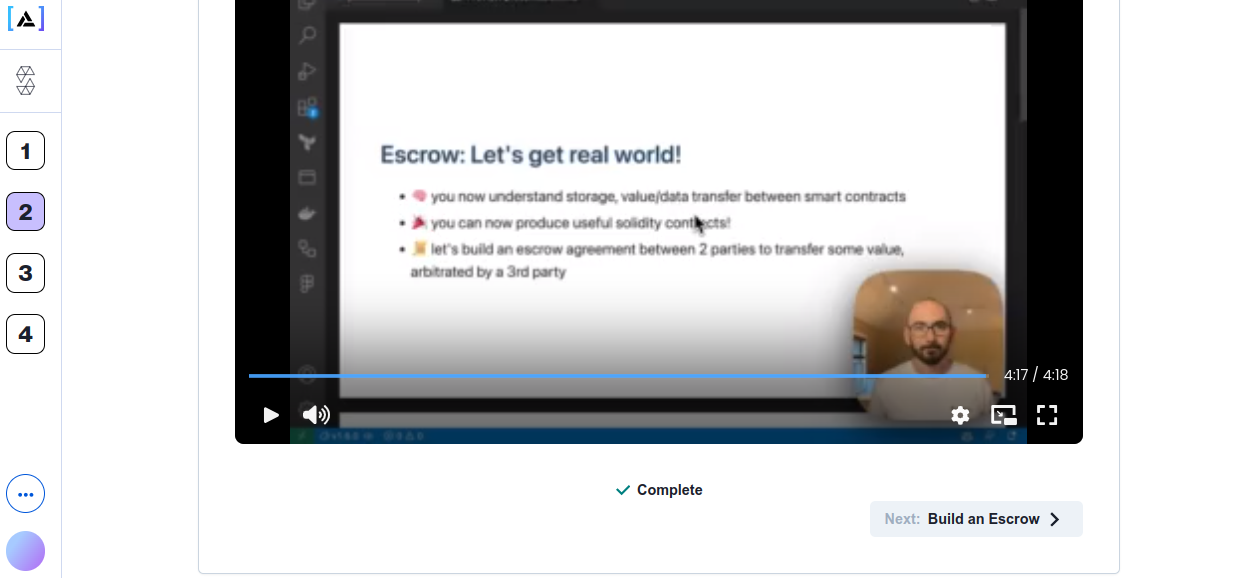 1
2
3
4
Escrow: Let's get real world!
• 🧠 you now understand storage, value/data transfer between smart contracts
• you can now produce useful solidity contracts!
• 📜 let's build an escrow agreement between 2 parties to transfer some value,
arbitrated by a 3rd party
4:17 / 4:18
Complete
Next: Build an Escrow